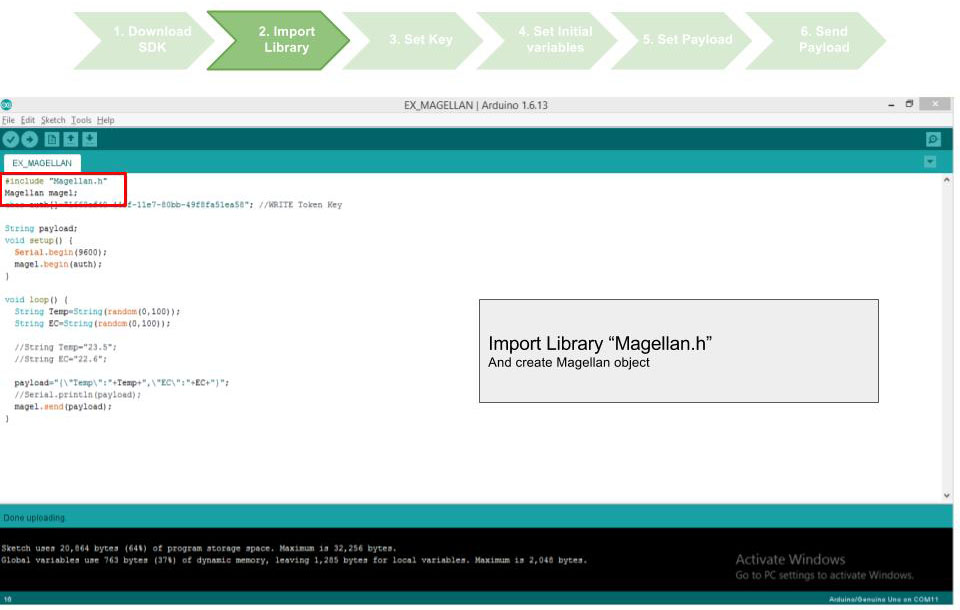 1. Download
SDK
2. Import
Library
3. Set Key
4. Set Initial
variables
5. Set Payload
6. Send
Payload
EX_MAGELLAN | Arduino 1.6.13
File Edit Sketch Tools Help
EX_MAGELLAN
#include "Magellan.h"
Magellan magel;
-11e7-80bb-49f8fa51ea58"; //WRITE Token Key
String payload;
void setup() {
Serial.begin(9600);
magel.begin(auth);
}
void loop() {
String Temp=String(random(0,100));
String EC=String(random(0,100));
//String Temp="23.5";
//String EC="22.6";
payload="{\"Temp\":"+Temp+",\"EC\":"+EC+"}";
//Serial.println(payload);
magel.send(payload);
}
Import Library “Magellan.h”
And create Magellan object
Done uploading.
Sketch uses 20,864 bytes (64%) of program storage space. Maximum is 32,256 bytes.
Global variables use 763 bytes (37%) of dynamic memory, leaving 1,285 bytes for local variables. Maximum is 2,048 bytes.
Activate Windows
Go to PC settings to activate Windows.
16
Arduino/Genuino Uno on COM11